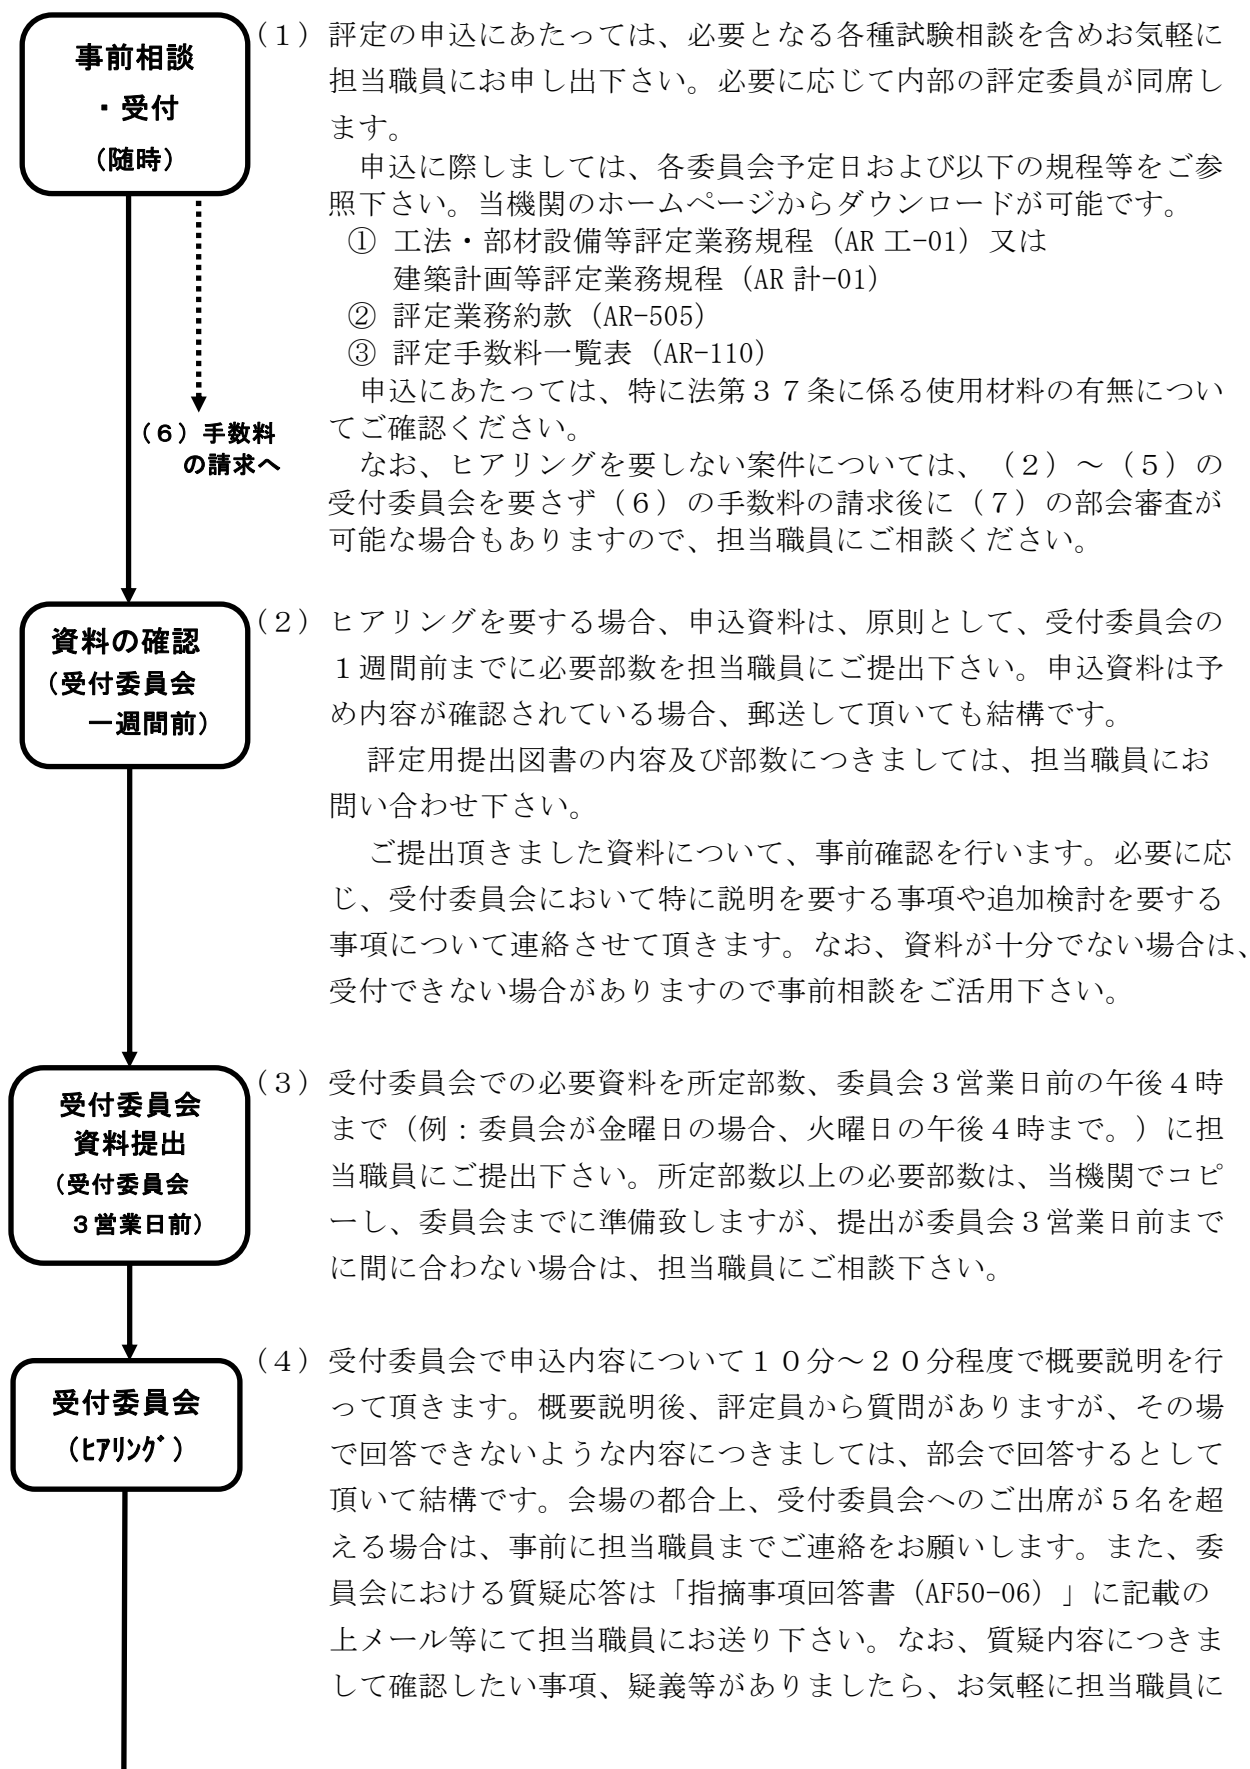 事前相談
・受付
（随時）
（６）手数料
の請求へ
（１）評定の申込にあたっては、必要となる各種試験相談を含めお気軽に
担当職員にお申し出下さい。必要に応じて内部の評定委員が同席し
ます。
申込に際しましては、各委員会予定日および以下の規程等をご参
照下さい。当機関のホームページからダウンロードが可能です。
① 工法・部材設備等評定業務規程（AR工-01）又は
建築計画等評定業務規程（AR計-01）
② 評定業務約款（AR-505）
③ 評定手数料一覧表（AR-110）
申込にあたっては、特に法第３７条に係る使用材料の有無につい
てご確認ください。
なお、ヒアリングを要しない案件については、（２）～（５）の
受付委員会を要さず（６）の手数料の請求後に（７）の部会審査が
可能な場合もありますので、担当職員にご相談ください。
資料の確認
（受付委員会
一週間前）
（２）ヒアリングを要する場合、申込資料は、原則として、受付委員会の
１週間前までに必要部数を担当職員にご提出下さい。申込資料は予
め内容が確認されている場合、郵送して頂いても結構です。
評定用提出図書の内容及び部数につきましては、担当職員にお
問い合わせ下さい。
ご提出頂きました資料について、事前確認を行います。必要に応
じ、受付委員会において特に説明を要する事項や追加検討を要する
事項について連絡させて頂きます。なお、資料が十分でない場合は、
受付できない場合がありますので事前相談をご活用下さい。
受付委員会
資料提出
（受付委員会
３営業日前）
（３）受付委員会での必要資料を所定部数、委員会３営業日前の午後４時
まで（例：委員会が金曜日の場合、火曜日の午後４時まで。）に担
当職員にご提出下さい。所定部数以上の必要部数は、当機関でコピ
ーし、委員会までに準備致しますが、提出が委員会３営業日前まで
に間に合わない場合は、担当職員にご相談下さい。
受付委員会
（ﾋｱﾘﾝｸﾞ）
（４）受付委員会で申込内容について１０分～２０分程度で概要説明を行
って頂きます。概要説明後、評定員から質問がありますが、その場
で回答できないような内容につきましては、部会で回答するとして
頂いて結構です。会場の都合上、受付委員会へのご出席が５名を超
える場合は、事前に担当職員までご連絡をお願いします。また、委
員会における質疑応答は「指摘事項回答書（AF50-06）」に記載の
上メール等にて担当職員にお送り下さい。なお、質疑内容につきま
して確認したい事項、疑義等がありましたら、お気軽に担当職員に